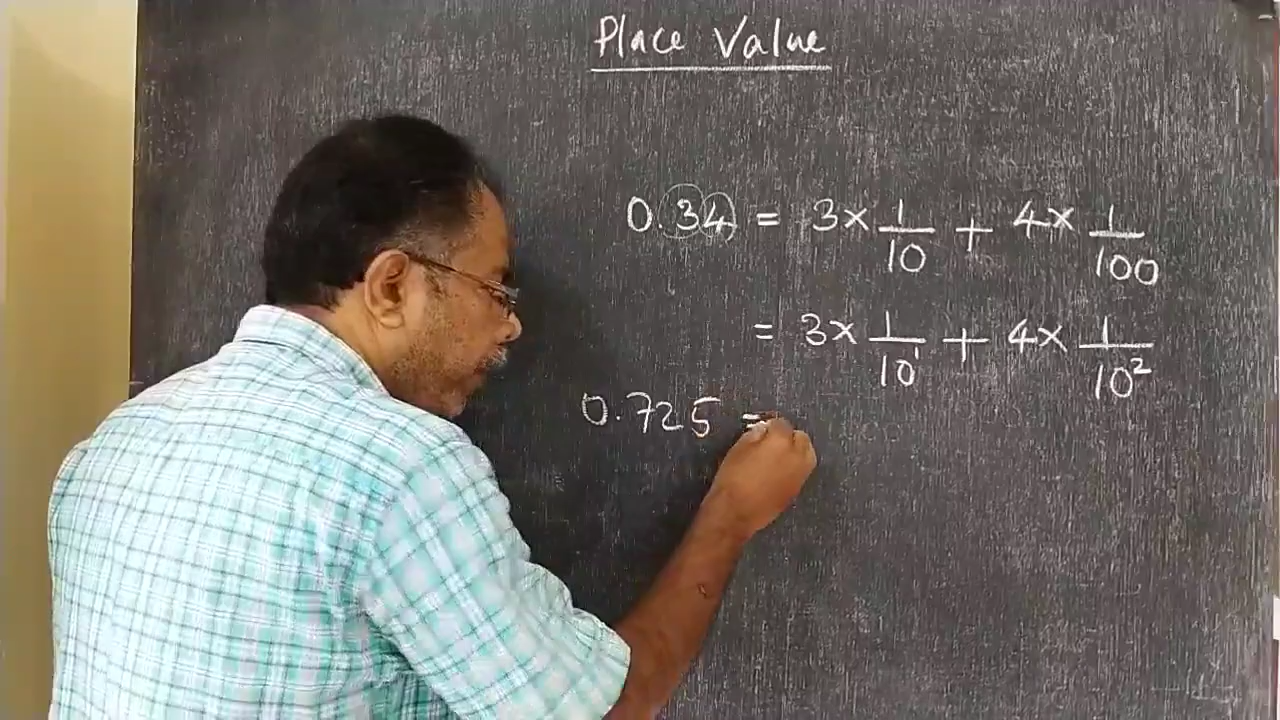 Place Value
0.34 = 3 × 1/10 + 4 × 1/100
= 3 × 1/10¹ + 4 × 1/10²
0.725 =